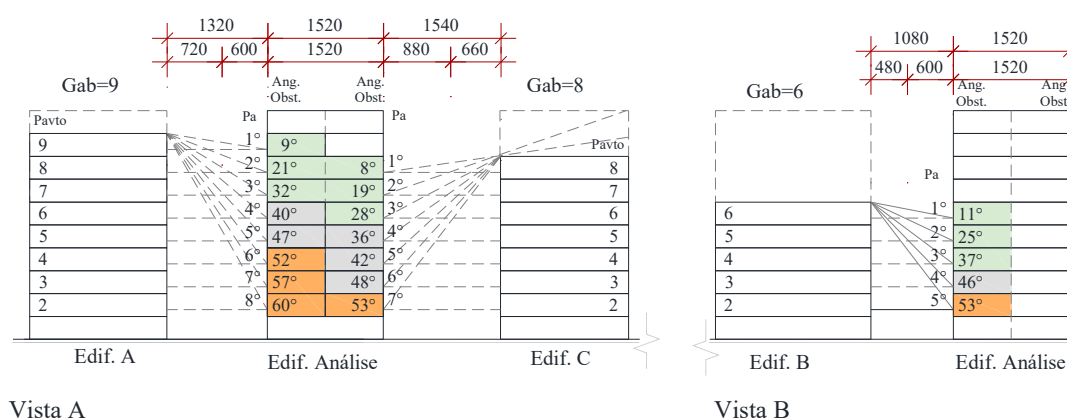 1320 1520 1540 1080 1520
720 600 1520 880 660 480 600 1520
Gab=9 Ang. Obst. Ang. Obst. Gab=8 Gab=6 Ang. Obst. Ang. Obst.
Pavto Pa Pa
9 1° 9° Pavto
8 2° 21° 8° 1° 8 Pa
7 3° 32° 19° 2° 7
6 4° 40° 28° 3° 6 6 1° 11°
5 5° 47° 36° 4° 5 5 2° 25°
4 6° 52° 42° 5° 4 4 3° 37°
3 7° 57° 48° 6° 3 3 4° 46°
2 8° 60° 53° 7° 2 2 5° 53°
Edif. A Edif. Análise Edif. C Edif. B Edif. Análise
Vista A Vista B